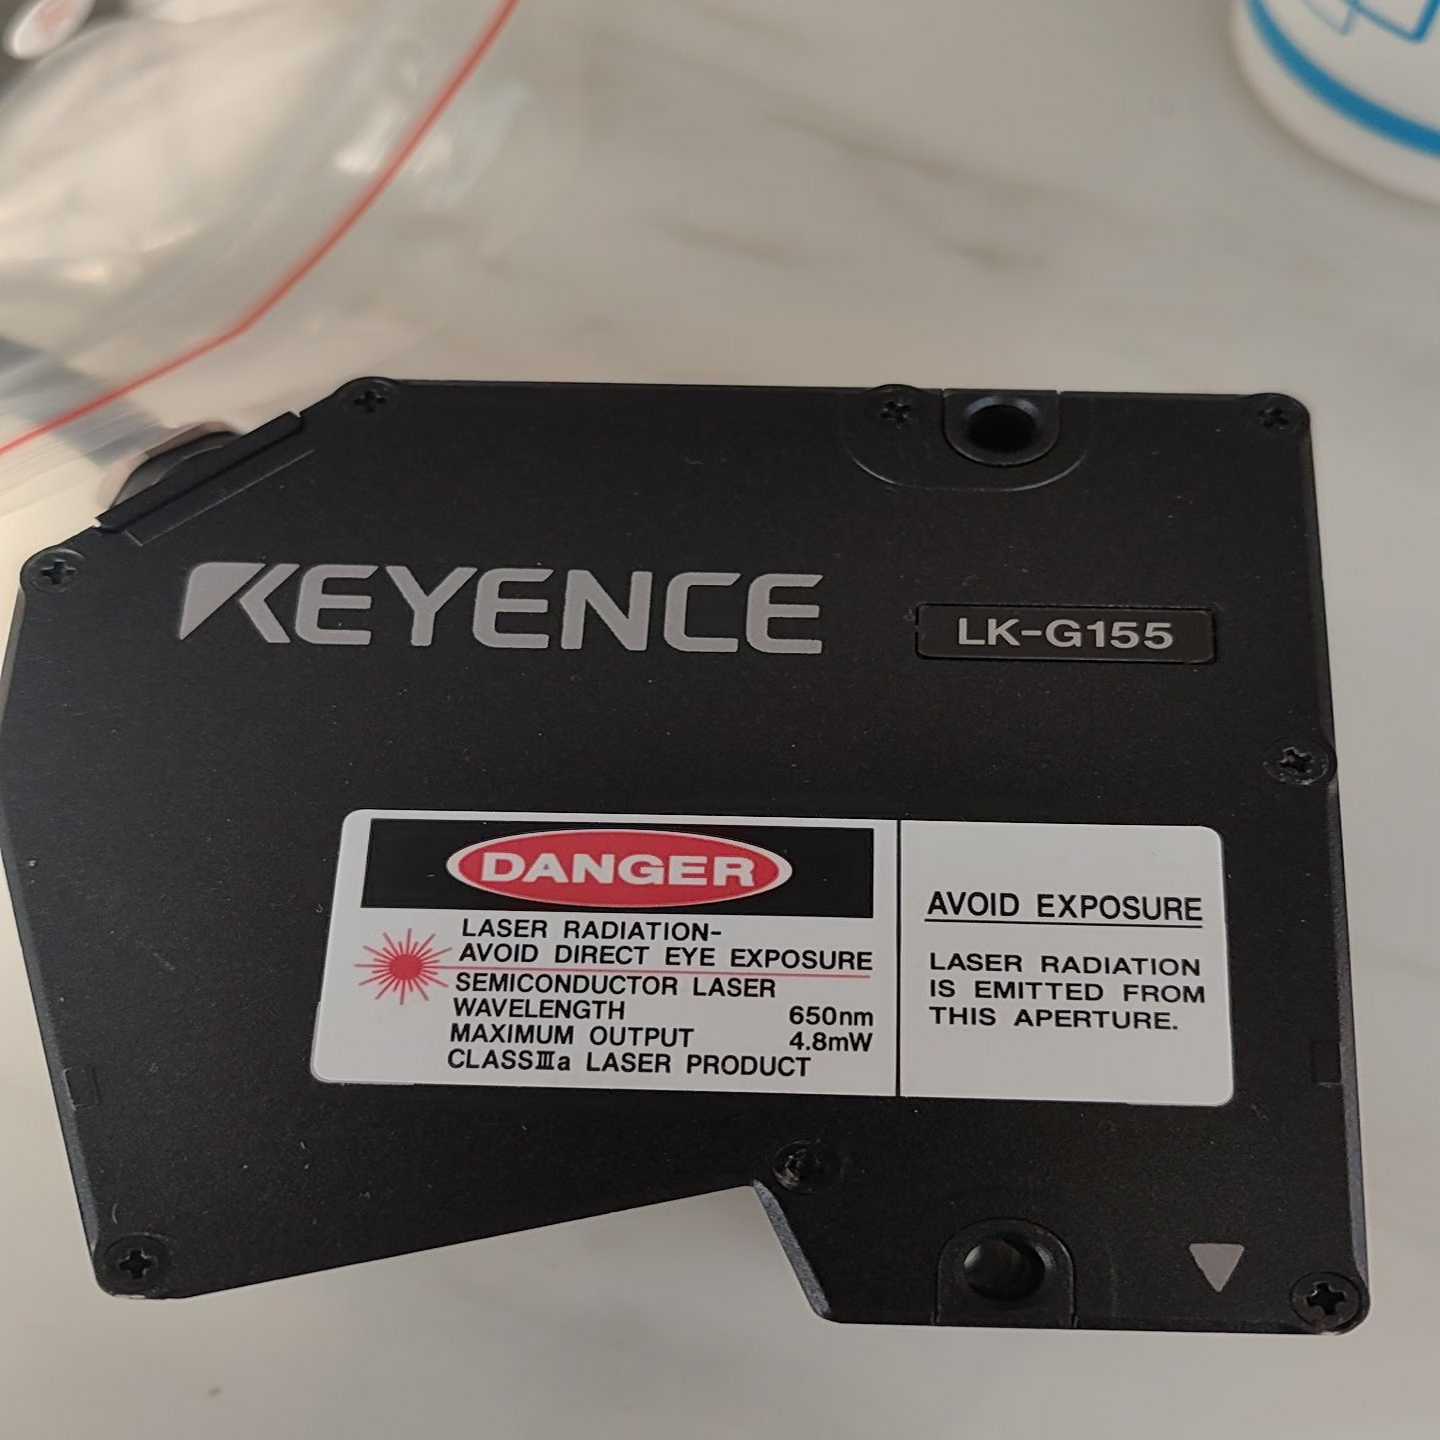 KEYENCE
LK-G155
DANGER
LASER RADIATION-
AVOID DIRECT EYE EXPOSURE
SEMICONDUCTOR LASER
WAVELENGTH 650nm
MAXIMUM OUTPUT 4.8mW
CLASSⅢa LASER PRODUCT
AVOID EXPOSURE
LASER RADIATION
IS EMITTED FROM
THIS APERTURE.